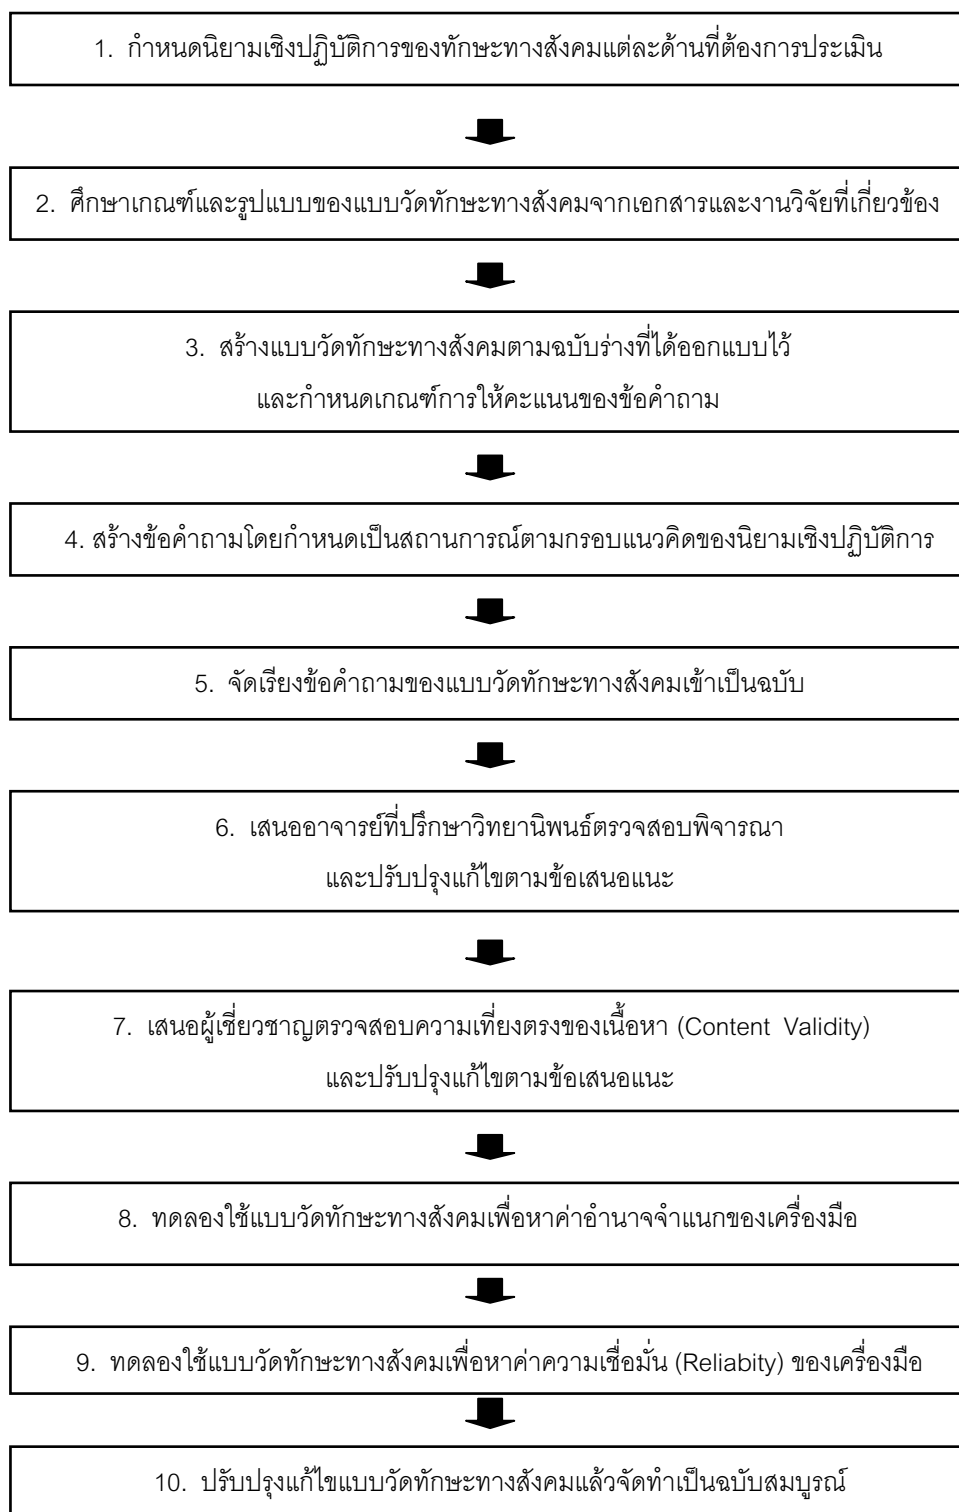 1. กำหนดนิยามเชิงปฏิบัติการของทักษะทางสังคมแต่ละด้านที่ต้องการประเมิน
2. ศึกษาเกณฑ์และรูปแบบของแบบวัดทักษะทางสังคมจากเอกสารและงานวิจัยที่เกี่ยวข้อง
3. สร้างแบบวัดทักษะทางสังคมตามฉบับร่างที่ได้ออกแบบไว้
และกำหนดเกณฑ์การให้คะแนนของข้อคำถาม
4. สร้างข้อคำถามโดยกำหนดเป็นสถานการณ์ตามกรอบแนวคิดของนิยามเชิงปฏิบัติการ
5. จัดเรียงข้อคำถามของแบบวัดทักษะทางสังคมเข้าเป็นฉบับ
6. เสนออาจารย์ที่ปรึกษาวิทยานิพนธ์ตรวจสอบพิจารณา
และปรับปรุงแก้ไขตามข้อเสนอแนะ
7. เสนอผู้เชี่ยวชาญตรวจสอบความเที่ยงตรงของเนื้อหา (Content Validity)
และปรับปรุงแก้ไขตามข้อเสนอแนะ
8. ทดลองใช้แบบวัดทักษะทางสังคมเพื่อหาค่าอำนาจจำแนกของเครื่องมือ
9. ทดลองใช้แบบวัดทักษะทางสังคมเพื่อหาค่าความเชื่อมั่น (Reliabity) ของเครื่องมือ
10. ปรับปรุงแก้ไขแบบวัดทักษะทางสังคมแล้วจัดทำเป็นฉบับสมบูรณ์